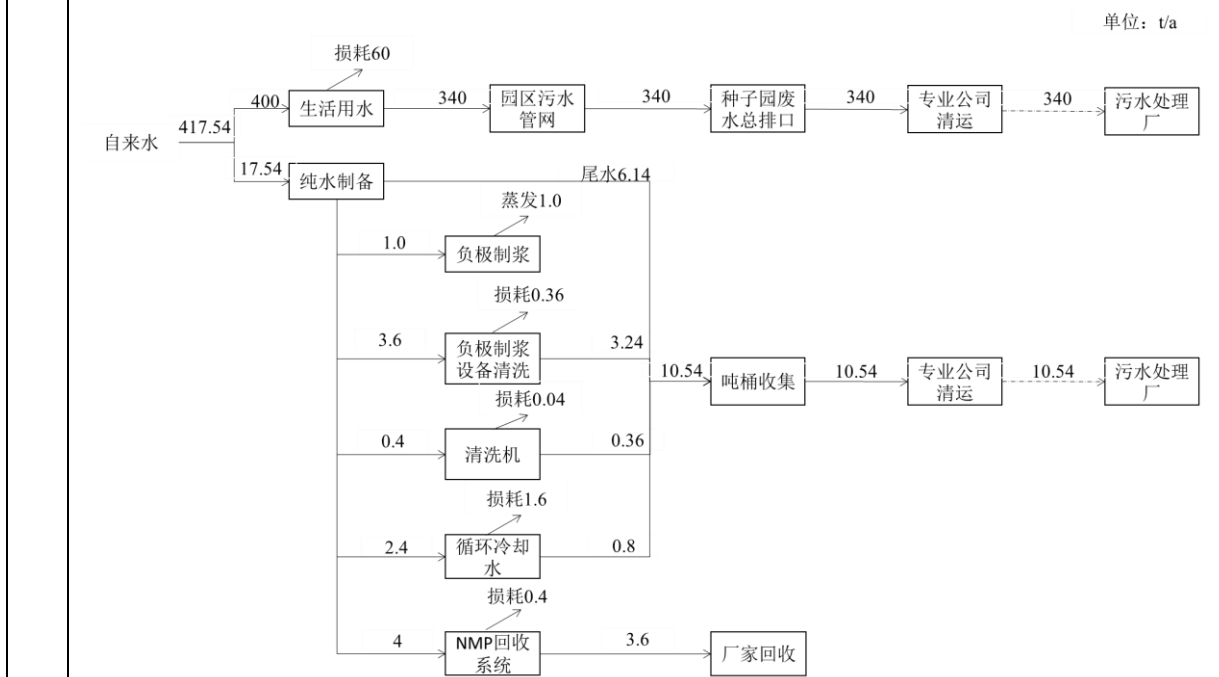 单位：t/a
损耗60
400
生活用水
340
园区污水
管网
340
种子园废
水总排口
340
专业公司
清运
340
污水处理
厂
自来水
417.54
17.54
纯水制备
尾水6.14
蒸发1.0
1.0
负极制浆
损耗0.36
3.6
负极制浆
设备清洗
3.24
10.54
吨桶收集
10.54
专业公司
清运
10.54
污水处理
厂
损耗0.04
0.4
清洗机
0.36
损耗1.6
2.4
循环冷却
水
0.8
损耗0.4
4
NMP回收
系统
3.6
厂家回收